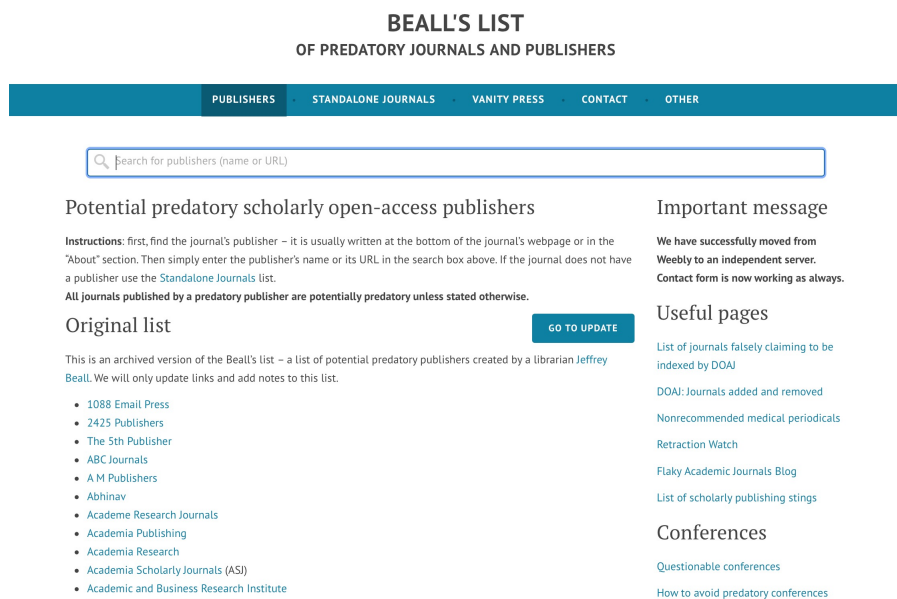 BEALL'S LIST
OF PREDATORY JOURNALS AND PUBLISHERS
PUBLISHERS • STANDALONE JOURNALS • VANITY PRESS • CONTACT • OTHER
Search for publishers (name or URL)
Potential predatory scholarly open-access publishers
Instructions: first, find the journal’s publisher – it is usually written at the bottom of the journal’s webpage or in the
“About” section. Then simply enter the publisher’s name or its URL in the search box above. If the journal does not have
a publisher use the Standalone Journals list.
All journals published by a predatory publisher are potentially predatory unless stated otherwise.
Original list
GO TO UPDATE
This is an archived version of the Beall’s list – a list of potential predatory publishers created by a librarian Jeffrey
Beall. We will only update links and add notes to this list.
• 1088 Email Press
• 2425 Publishers
• The 5th Publisher
• ABC Journals
• A M Publishers
• Abhinav
• Academe Research Journals
• Academia Publishing
• Academia Research
• Academia Scholarly Journals (ASJ)
• Academic and Business Research Institute
Important message
We have successfully moved from
Weebly to an independent server.
Contact form is now working as always.
Useful pages
List of journals falsely claiming to be
indexed by DOAJ
DOAJ: Journals added and removed
Nonrecommended medical periodicals
Retraction Watch
Flaky Academic Journals Blog
List of scholarly publishing stings
Conferences
Questionable conferences
How to avoid predatory conferences